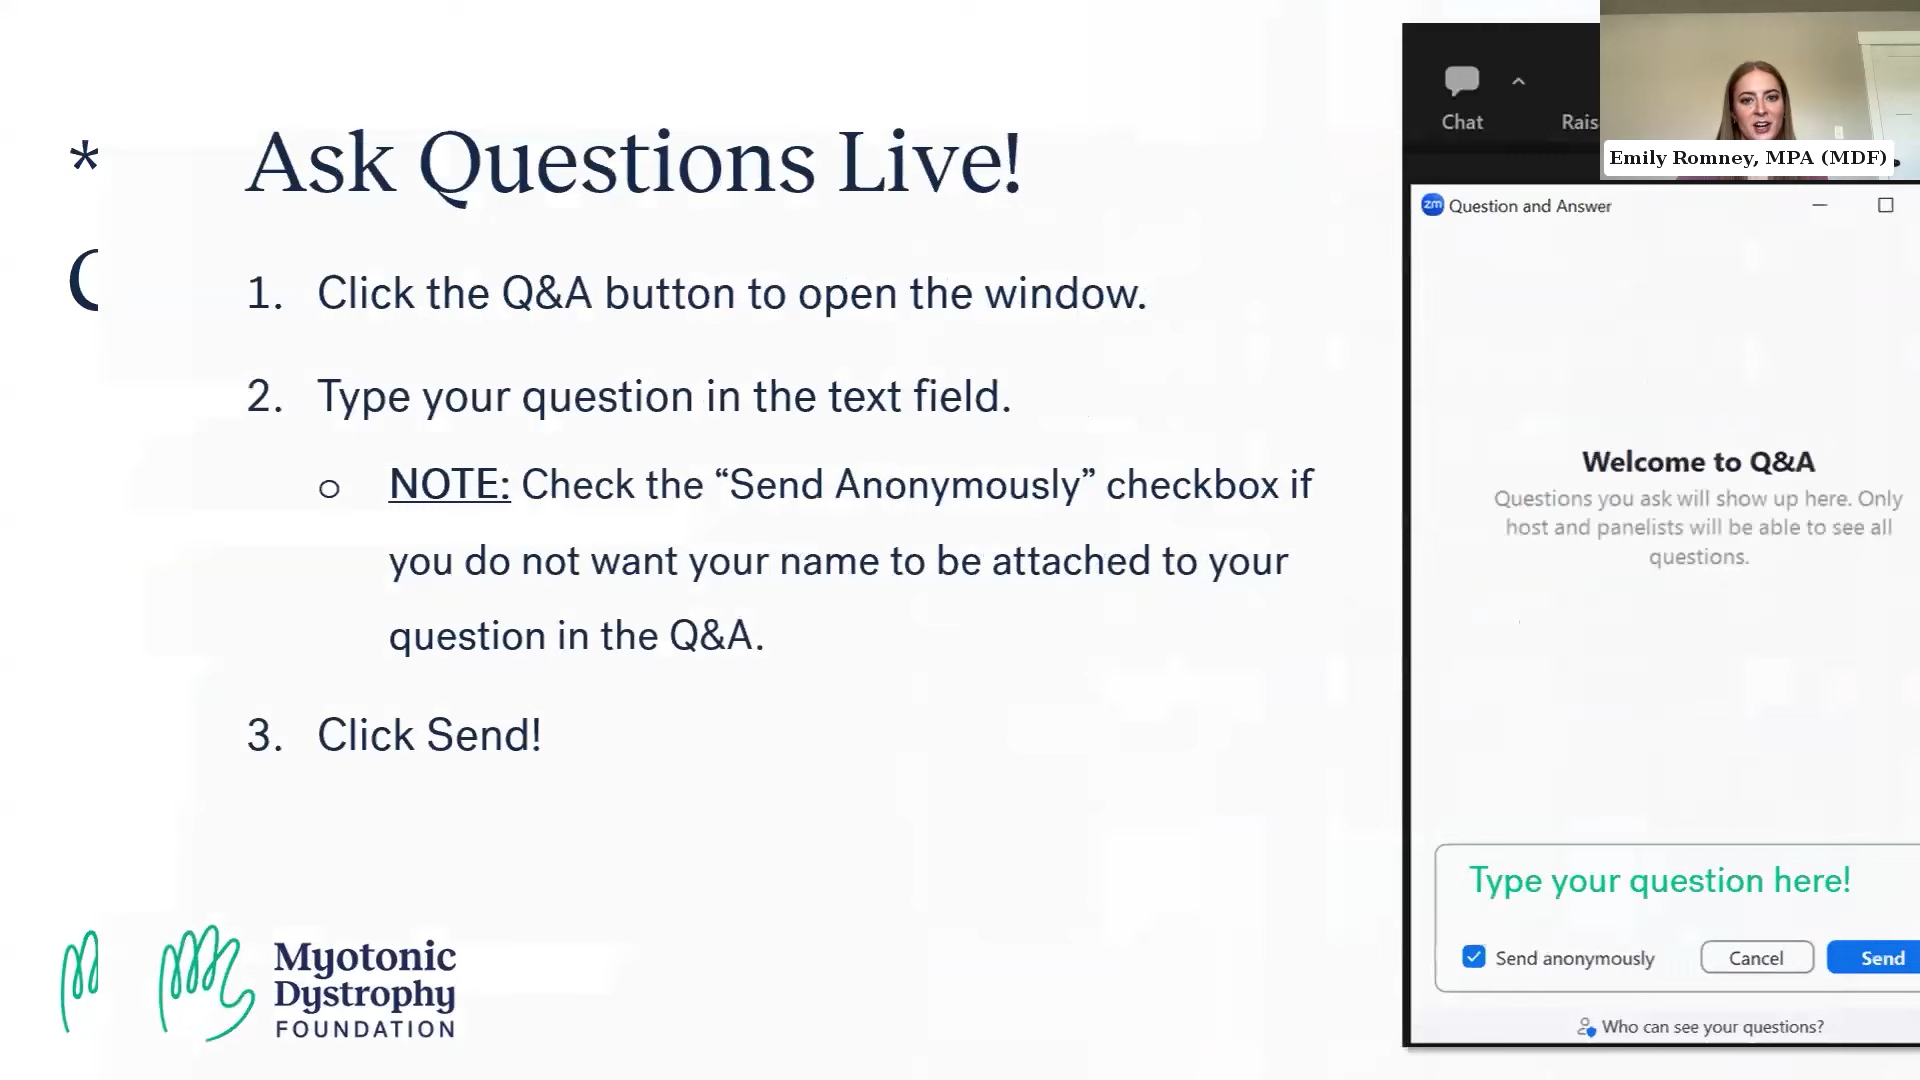 *
Ask Questions Live!
1. Click the Q&A button to open the window.
2. Type your question in the text field.
o NOTE: Check the “Send Anonymously” checkbox if
you do not want your name to be attached to your
question in the Q&A.
3. Click Send!
Myotonic
Dystrophy
FOUNDATION
Chat
Emily Romney, MPA (MDF)
zm Question and Answer
Welcome to Q&A
Questions you ask will show up here. Only
host and panelists will be able to see all
questions.
Type your question here!
Send anonymously
Cancel
Send
Who can see your questions?